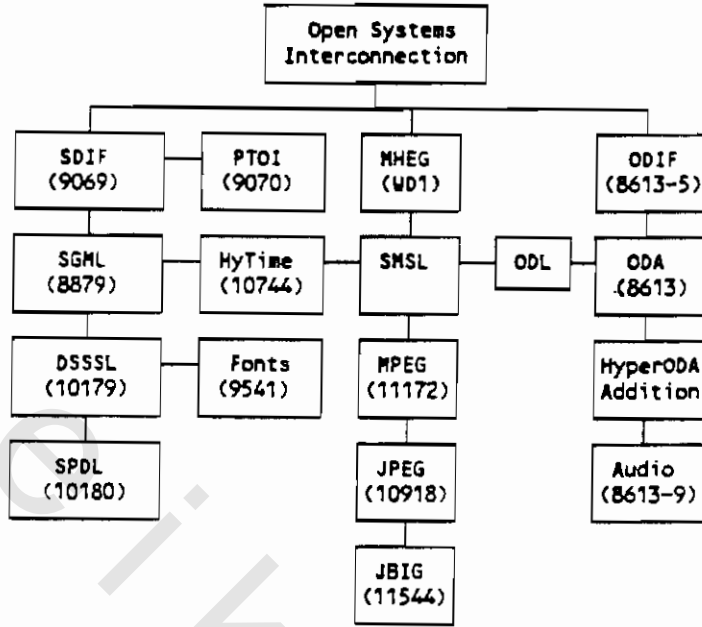 Open Systems
Interconnection
SDIF
(9069)
PTOI
(9070)
MHEG
(WD1)
ODIF
(8613-5)
SGML
(8879)
HyTime
(10744)
SMSL
ODL
ODA
(8613)
DSSSL
(10179)
Fonts
(9541)
MPEG
(11172)
HyperODA
Addition
SPDL
(10180)
JPEG
(10918)
Audio
(8613-9)
JBIG
(11544)